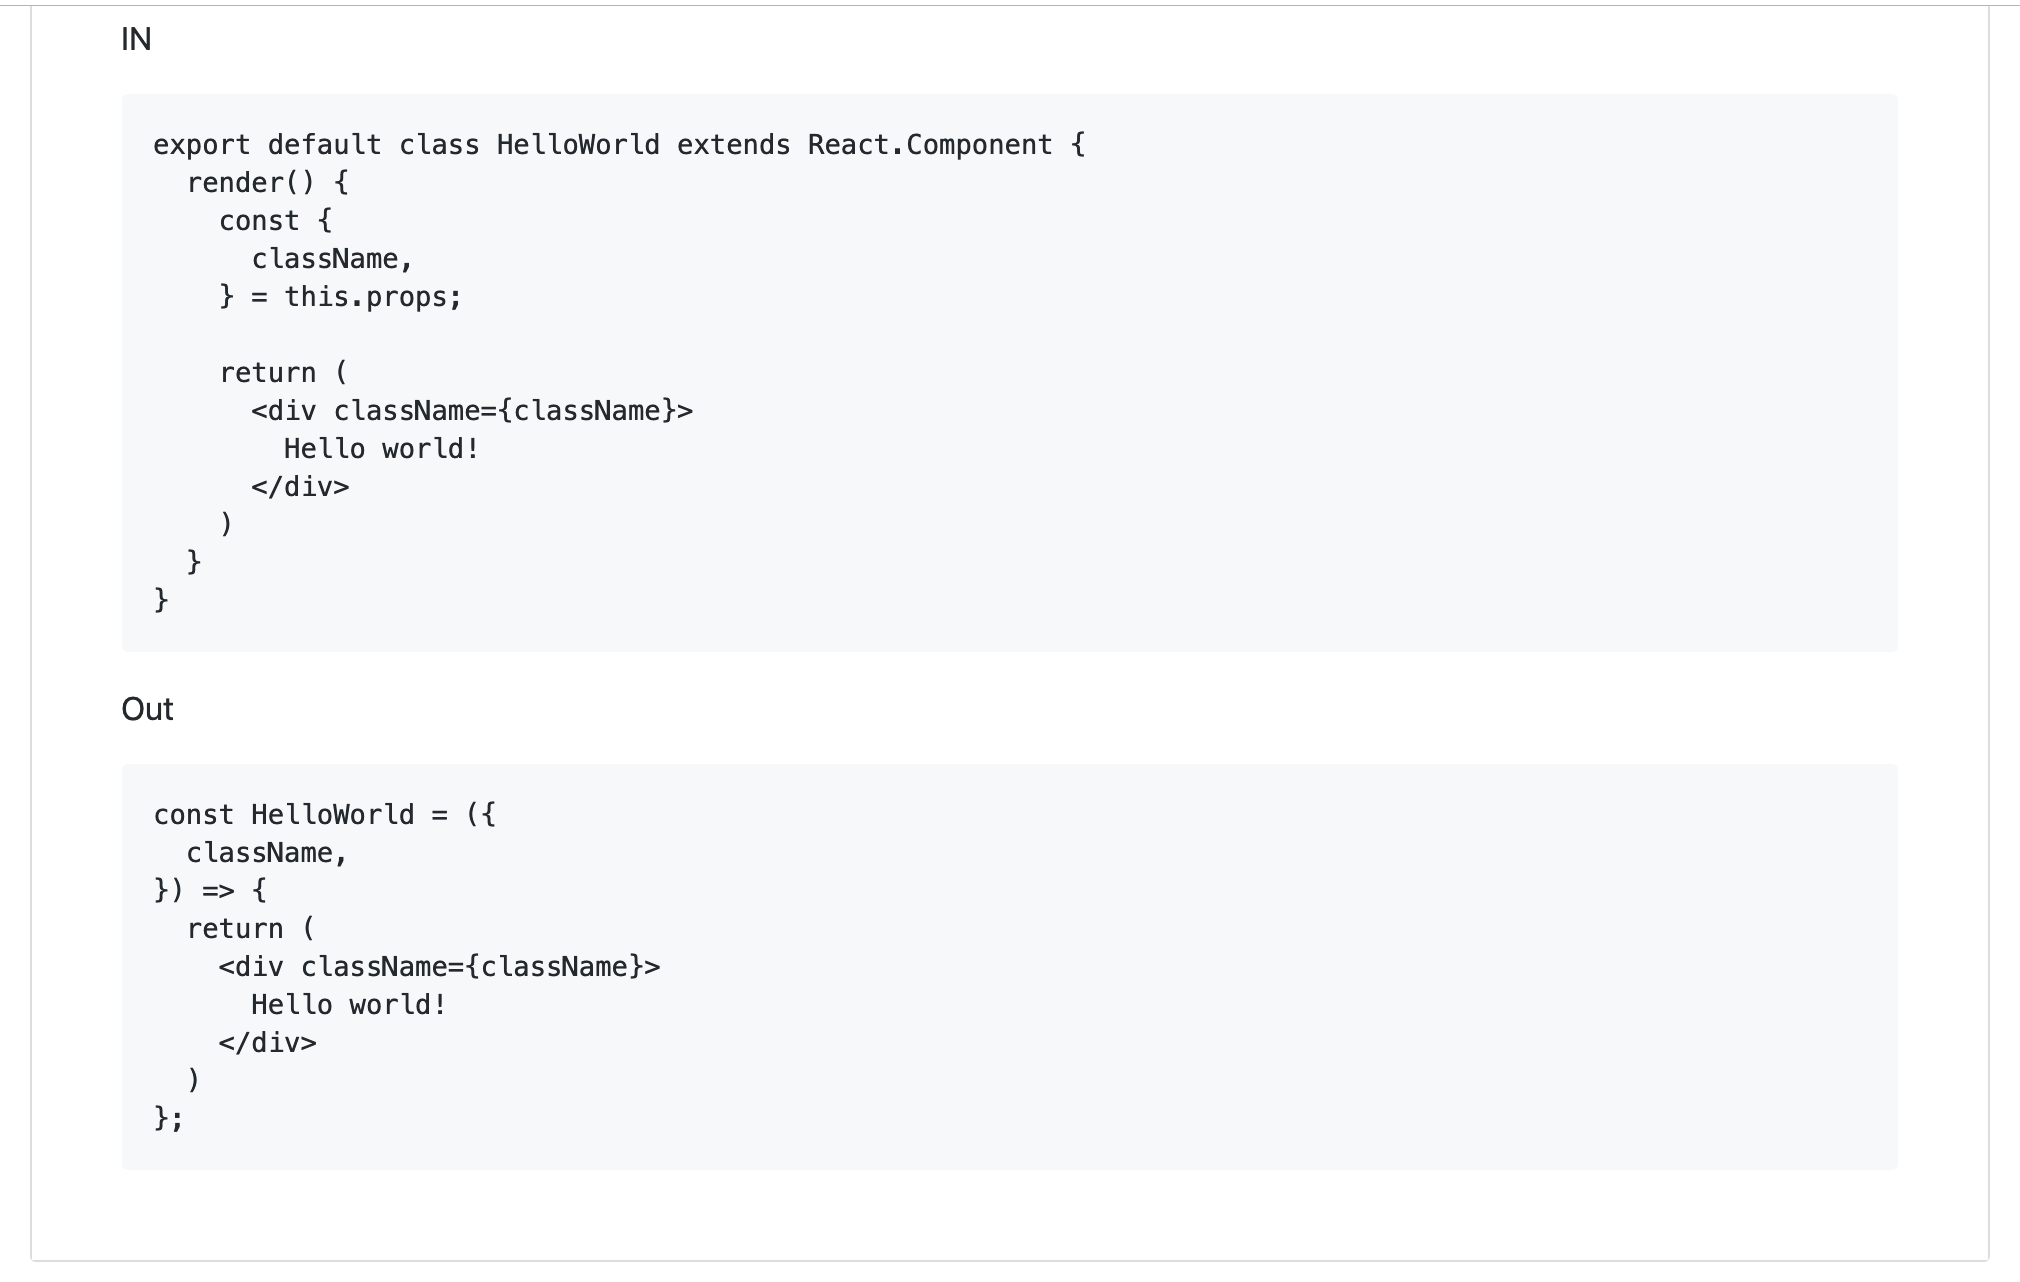 IN
export default class HelloWorld extends React.Component {
  render() {
    const {
      className,
    } = this.props;

    return (
      <div className={className}>
        Hello world!
      </div>
    )
  }
}
Out
const HelloWorld = ({
  className,
}) => {
  return (
    <div className={className}>
      Hello world!
    </div>
  )
};